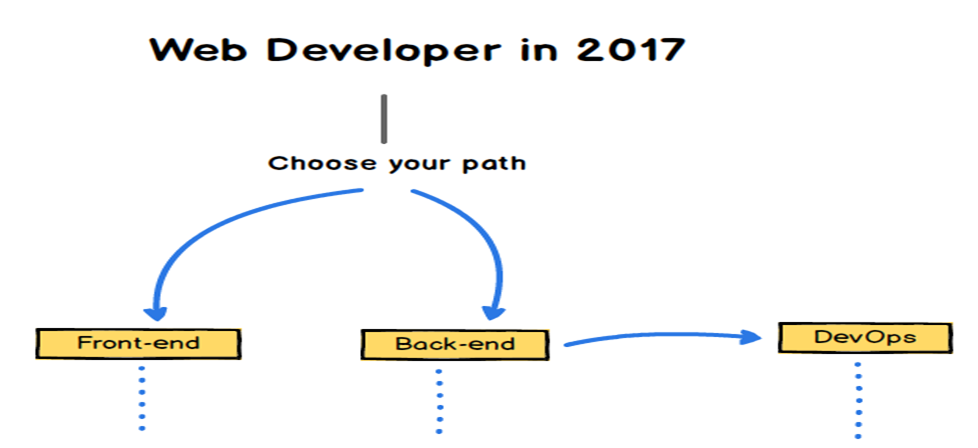 Web Developer in 2017
Choose your path
Front-end
Back-end
DevOps